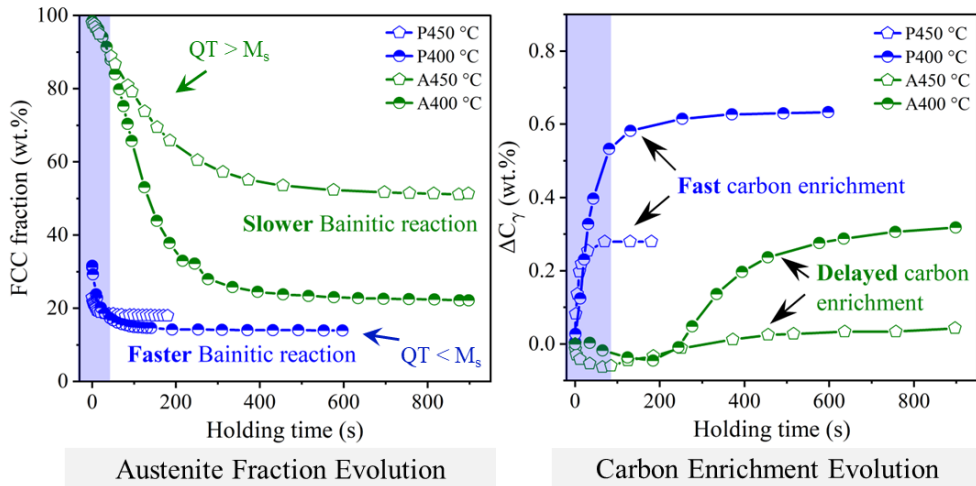 FCC fraction (wt.%)
100
80
60
40
20
0
QT > Ms
P450 °C
P400 °C
A450 °C
A400 °C
Slower Bainitic reaction
Faster Bainitic reaction
QT < Ms
0 200 400 600 800
Holding time (s)
Austenite Fraction Evolution
ΔCγ (wt.%)
0.8
0.6
0.4
0.2
0.0
P450 °C
P400 °C
A450 °C
A400 °C
Fast carbon enrichment
Delayed carbon
enrichment
0 200 400 600 800
Holding time (s)
Carbon Enrichment Evolution